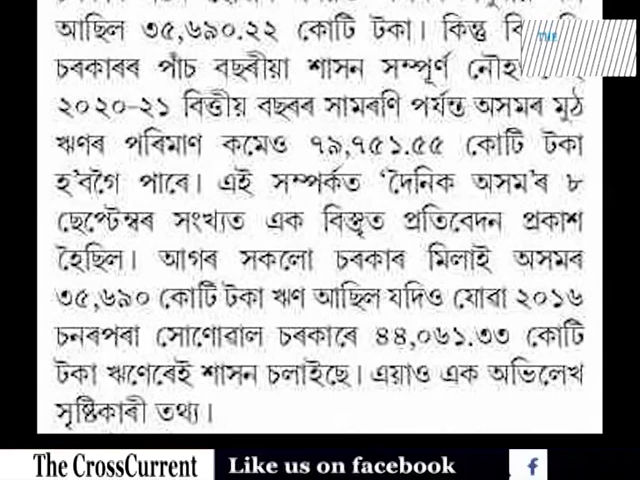 আছিল ৩৫,৬৯০.২২ কোটি টকা। কিন্তু
THE
চৰকাৰৰ পাঁচ বছৰীয়া শাসন সম্পূৰ্ণ
২০২০-২১ বিত্তীয় বছৰৰ সামৰণি পৰ্যন্ত অসমৰ মুঠ
ঋণৰ পৰিমাণ কমেও ৭৯,৭৫১.৫৫ কোটি টকা
হ'বগৈ পাৰে। এই সম্পৰ্কত ‘দৈনিক অসম’ৰ ৮
ছেপ্টেম্বৰ সংখ্যত এক বিস্তৃত প্ৰতিবেদন প্ৰকাশ
হৈছিল। আগৰ সকলো চৰকাৰ মিলাই অসমৰ
৩৫,৬৯০ কোটি টকা ঋণ আছিল যদিও যোৱা ২০১৬
চনৰপৰা সোণোৱাল চৰকাৰে ৪৪,০৬১.৩৩ কোটি
টকা ঋণেৰেই শাসন চলাইছে। এয়াও এক অভিলেখ
সৃষ্টিকাৰী তথ্য।
The CrossCurrent Like us on facebook f